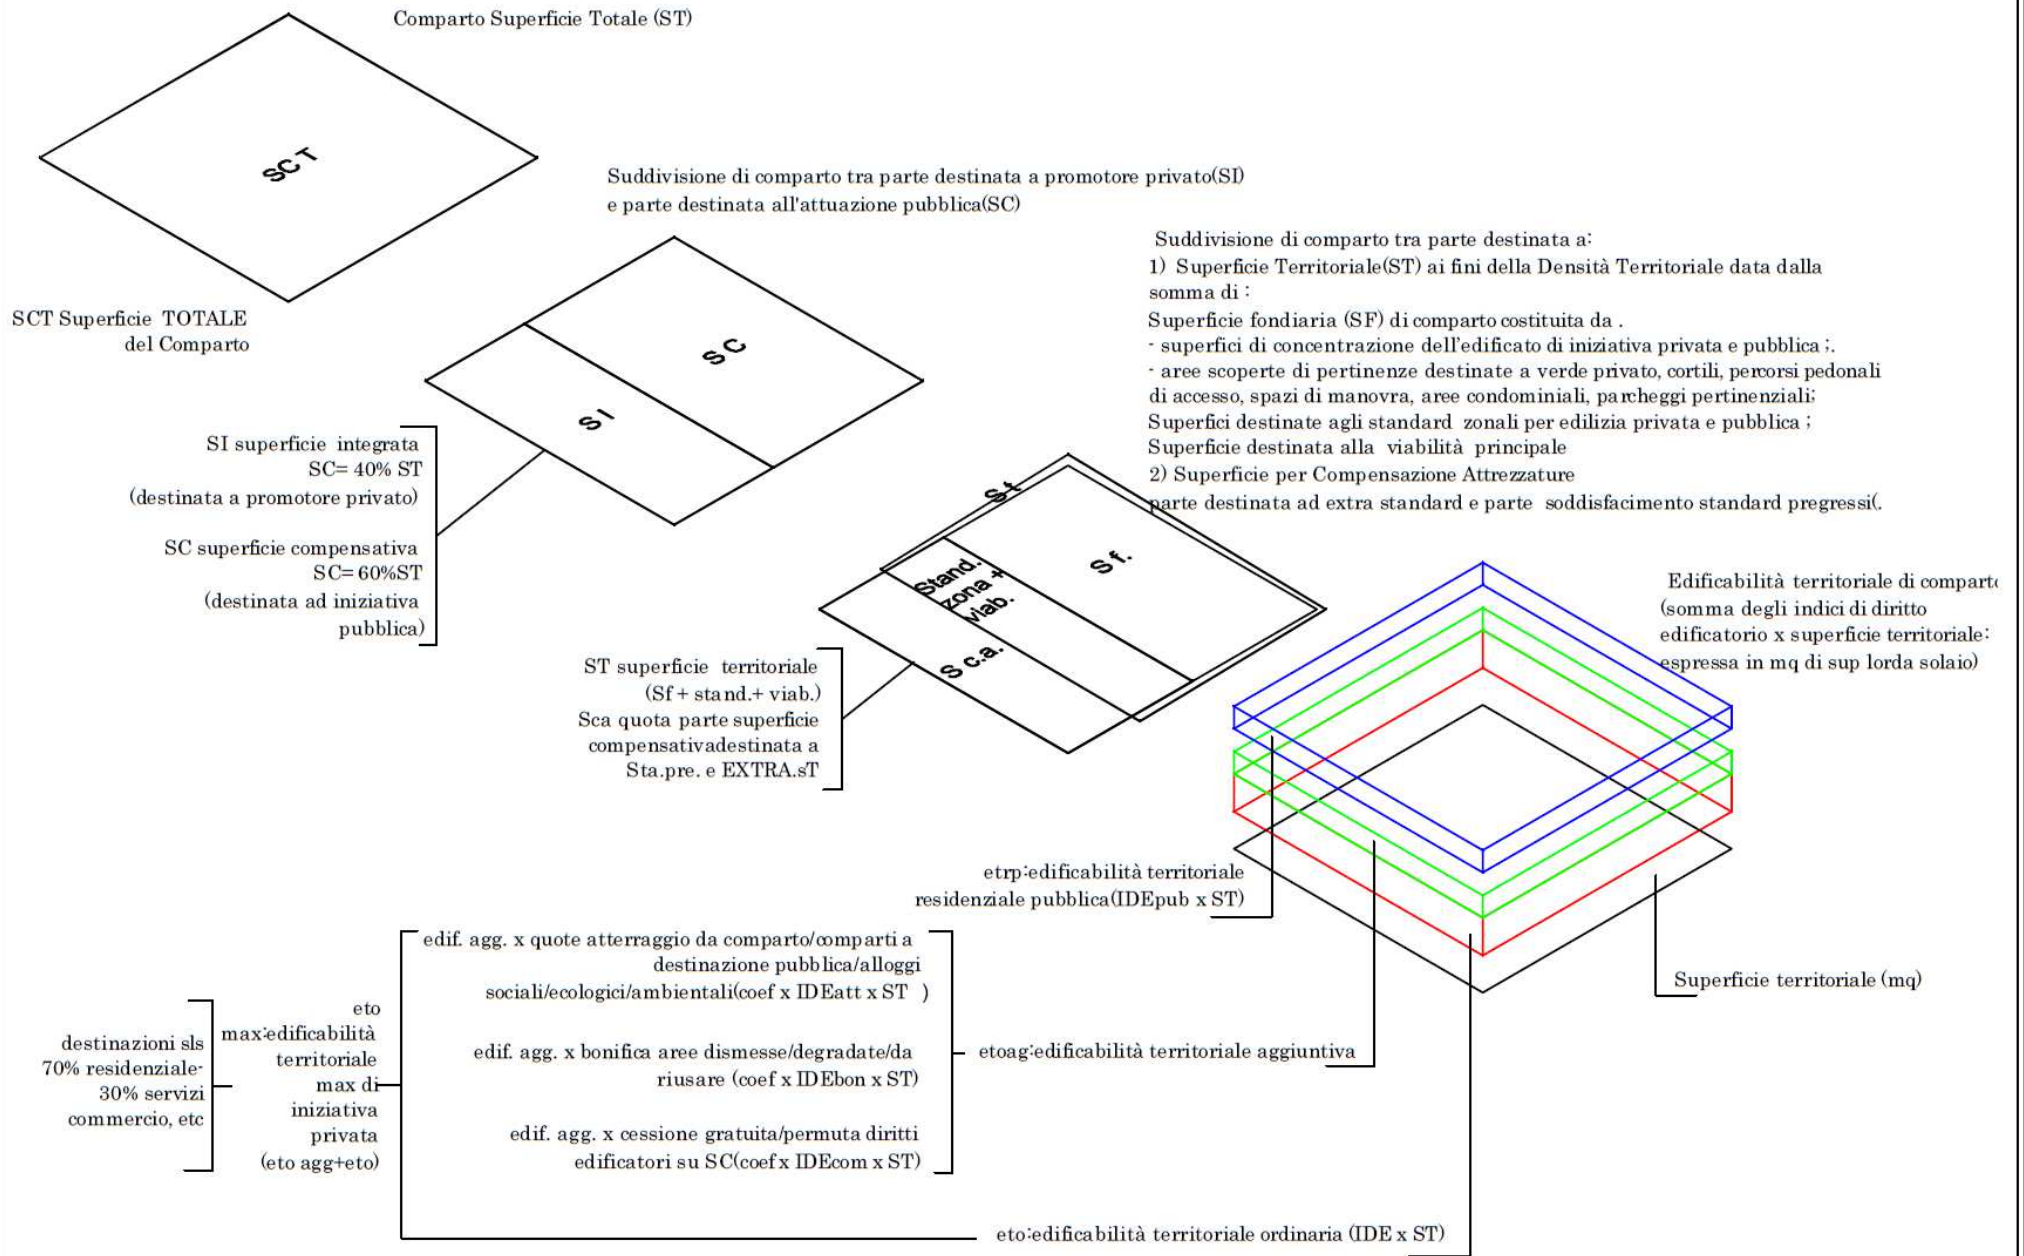 Comparto Superficie Totale (ST)
SCT
SCT Superficie TOTALE
del Comparto
Suddivisione di comparto tra parte destinata a promotore privato(SI)
e parte destinata all'attuazione pubblica(SC)
SC
SI
SI superficie integrata
SC= 40% ST
(destinata a promotore privato)
SC superficie compensativa
SC= 60%ST
(destinata ad iniziativa
pubblica)
Suddivisione di comparto tra parte destinata a:
1) Superficie Territoriale(ST) ai fini della Densità Territoriale data dalla
somma di :
Superficie fondiaria (SF) di comparto costituita da .
- superfici di concentrazione dell'edificato di iniziativa privata e pubblica ;.
- aree scoperte di pertinenze destinate a verde privato, cortili, percorsi pedonali
di accesso, spazi di manovra, aree condominiali, parcheggi pertinenziali;
Superfici destinate agli standard zonali per edilizia privata e pubblica ;
Superficie destinata alla viabilità principale
2) Superficie per Compensazione Attrezzature
parte destinata ad extra standard e parte soddisfacimento standard pregressi(.
St
Sf.
Stand.
zona +
viab.
S c.a.
ST superficie territoriale
(Sf + stand.+ viab.)
Sca quota parte superficie
compensativadestinata a
Sta.pre. e EXTRA.sT
Edificabilità territoriale di comparto
(somma degli indici di diritto
edificatorio x superficie territoriale:
espressa in mq di sup lorda solaio)
etrp:edificabilità territoriale
residenziale pubblica(IDEpub x ST)
Superficie territoriale (mq)
edif. agg. x quote atterraggio da comparto/comparti a
destinazione pubblica/alloggi
sociali/ecologici/ambientali(coef x IDEatt x ST )
edif. agg. x bonifica aree dismesse/degradate/da
riusare (coef x IDEbon x ST)
edif. agg. x cessione gratuita/permuta diritti
edificatori su SC(coef x IDEcom x ST)
etoag:edificabilità territoriale aggiuntiva
eto
max:edificabilità
territoriale
max di
iniziativa
privata
(eto agg+eto)
destinazioni sls
70% residenziale-
30% servizi
commercio, etc
eto:edificabilità territoriale ordinaria (IDE x ST)